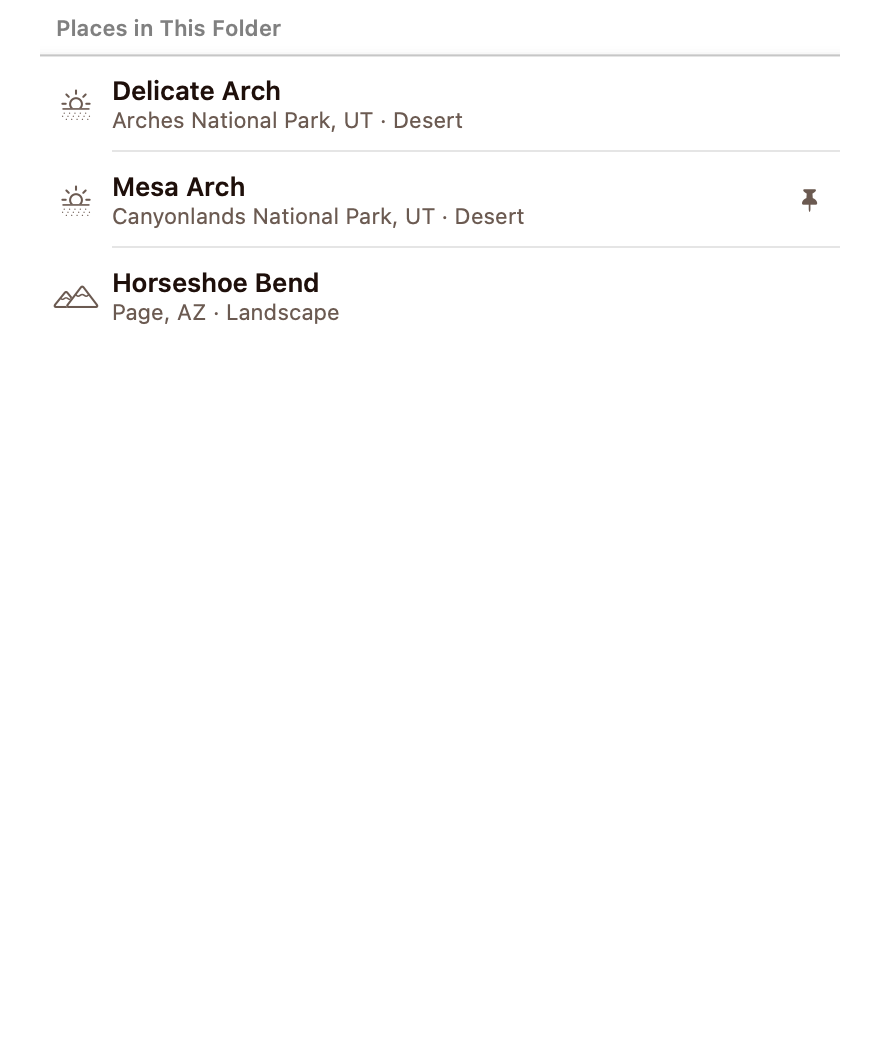 Places in This Folder
Delicate Arch
Arches National Park, UT · Desert
Mesa Arch
Canyonlands National Park, UT · Desert
Horseshoe Bend
Page, AZ · Landscape